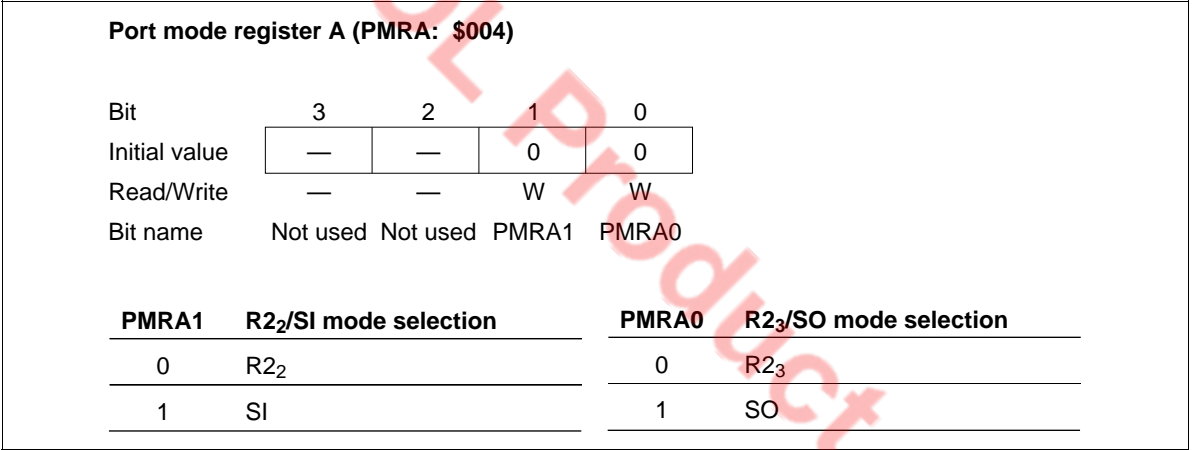 Port mode register A (PMRA: $004)
Bit 3 2 1 0
Initial value — — 0 0
Read/Write — — W W
Bit name Not used Not used PMRA1 PMRA0
PMRA1 R2₂/SI mode selection PMRA0 R2₃/SO mode selection
0 R2₂ 0 R2₃
1 SI 1 SO
OL Product